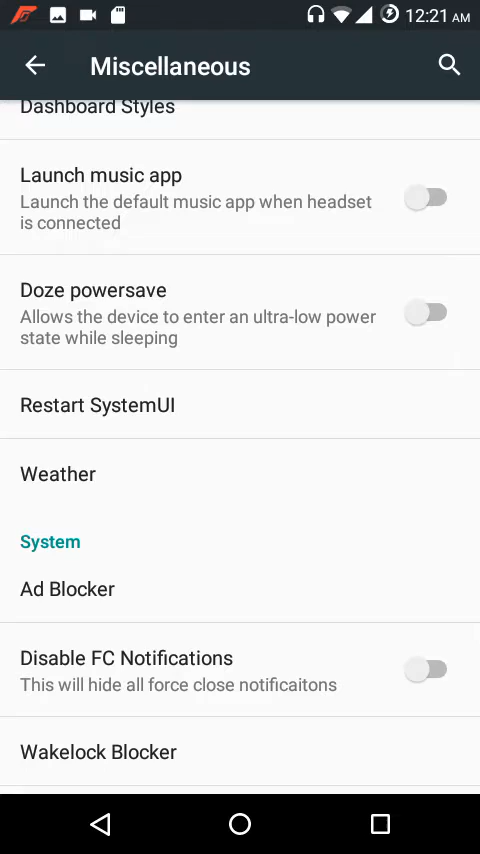 12:21 AM
Miscellaneous
Dashboard Styles
Launch music app
Launch the default music app when headset
is connected
Doze powersave
Allows the device to enter an ultra-low power
state while sleeping
Restart SystemUI
Weather
System
Ad Blocker
Disable FC Notifications
This will hide all force close notificaitons
Wakelock Blocker